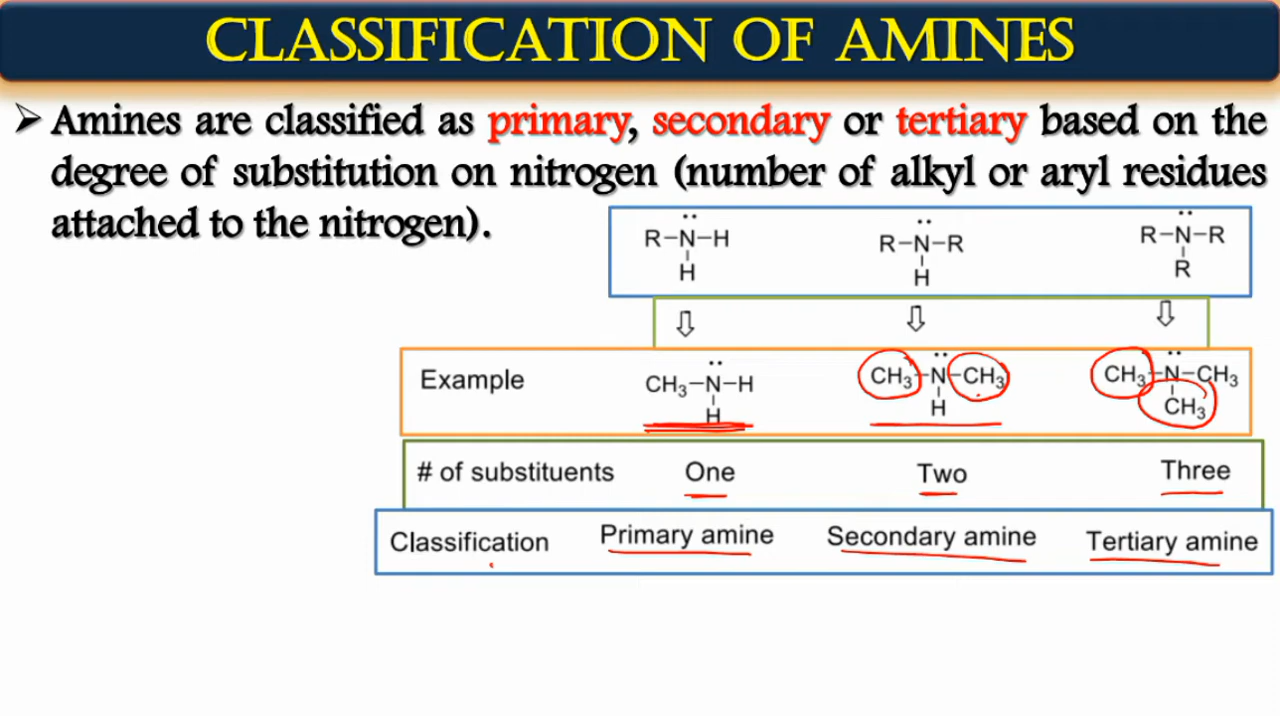 CLASSIFICATION OF AMINES
➢ Amines are classified as primary, secondary or tertiary based on the
degree of substitution on nitrogen (number of alkyl or aryl residues
attached to the nitrogen).
R–N–H R–N–R R–N–R
H H R
Example CH₃–N–H CH₃–N–CH₃ CH₃–N–CH₃
H H CH₃
# of substituents One Two Three
Classification Primary amine Secondary amine Tertiary amine